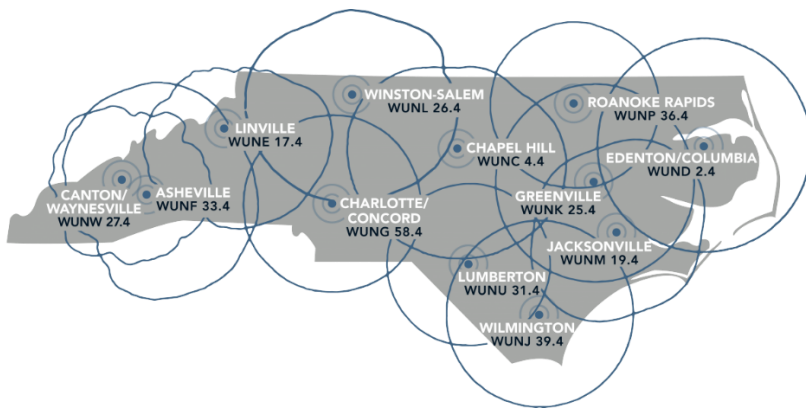 WINSTON-SALEM
WUNL 26.4
ROANOKE RAPIDS
WUNP 36.4
LINVILLE
WUNE 17.4
CHAPEL HILL
WUNC 4.4
EDENTON/COLUMBIA
WUND 2.4
CANTON/
WAYNESVILLE
WUNW 27.4
ASHEVILLE
WUNF 33.4
CHARLOTTE/
CONCORD
WUNG 58.4
GREENVILLE
WUNK 25.4
JACKSONVILLE
WUNM 19.4
LUMBERTON
WUNU 31.4
WILMINGTON
WUNJ 39.4